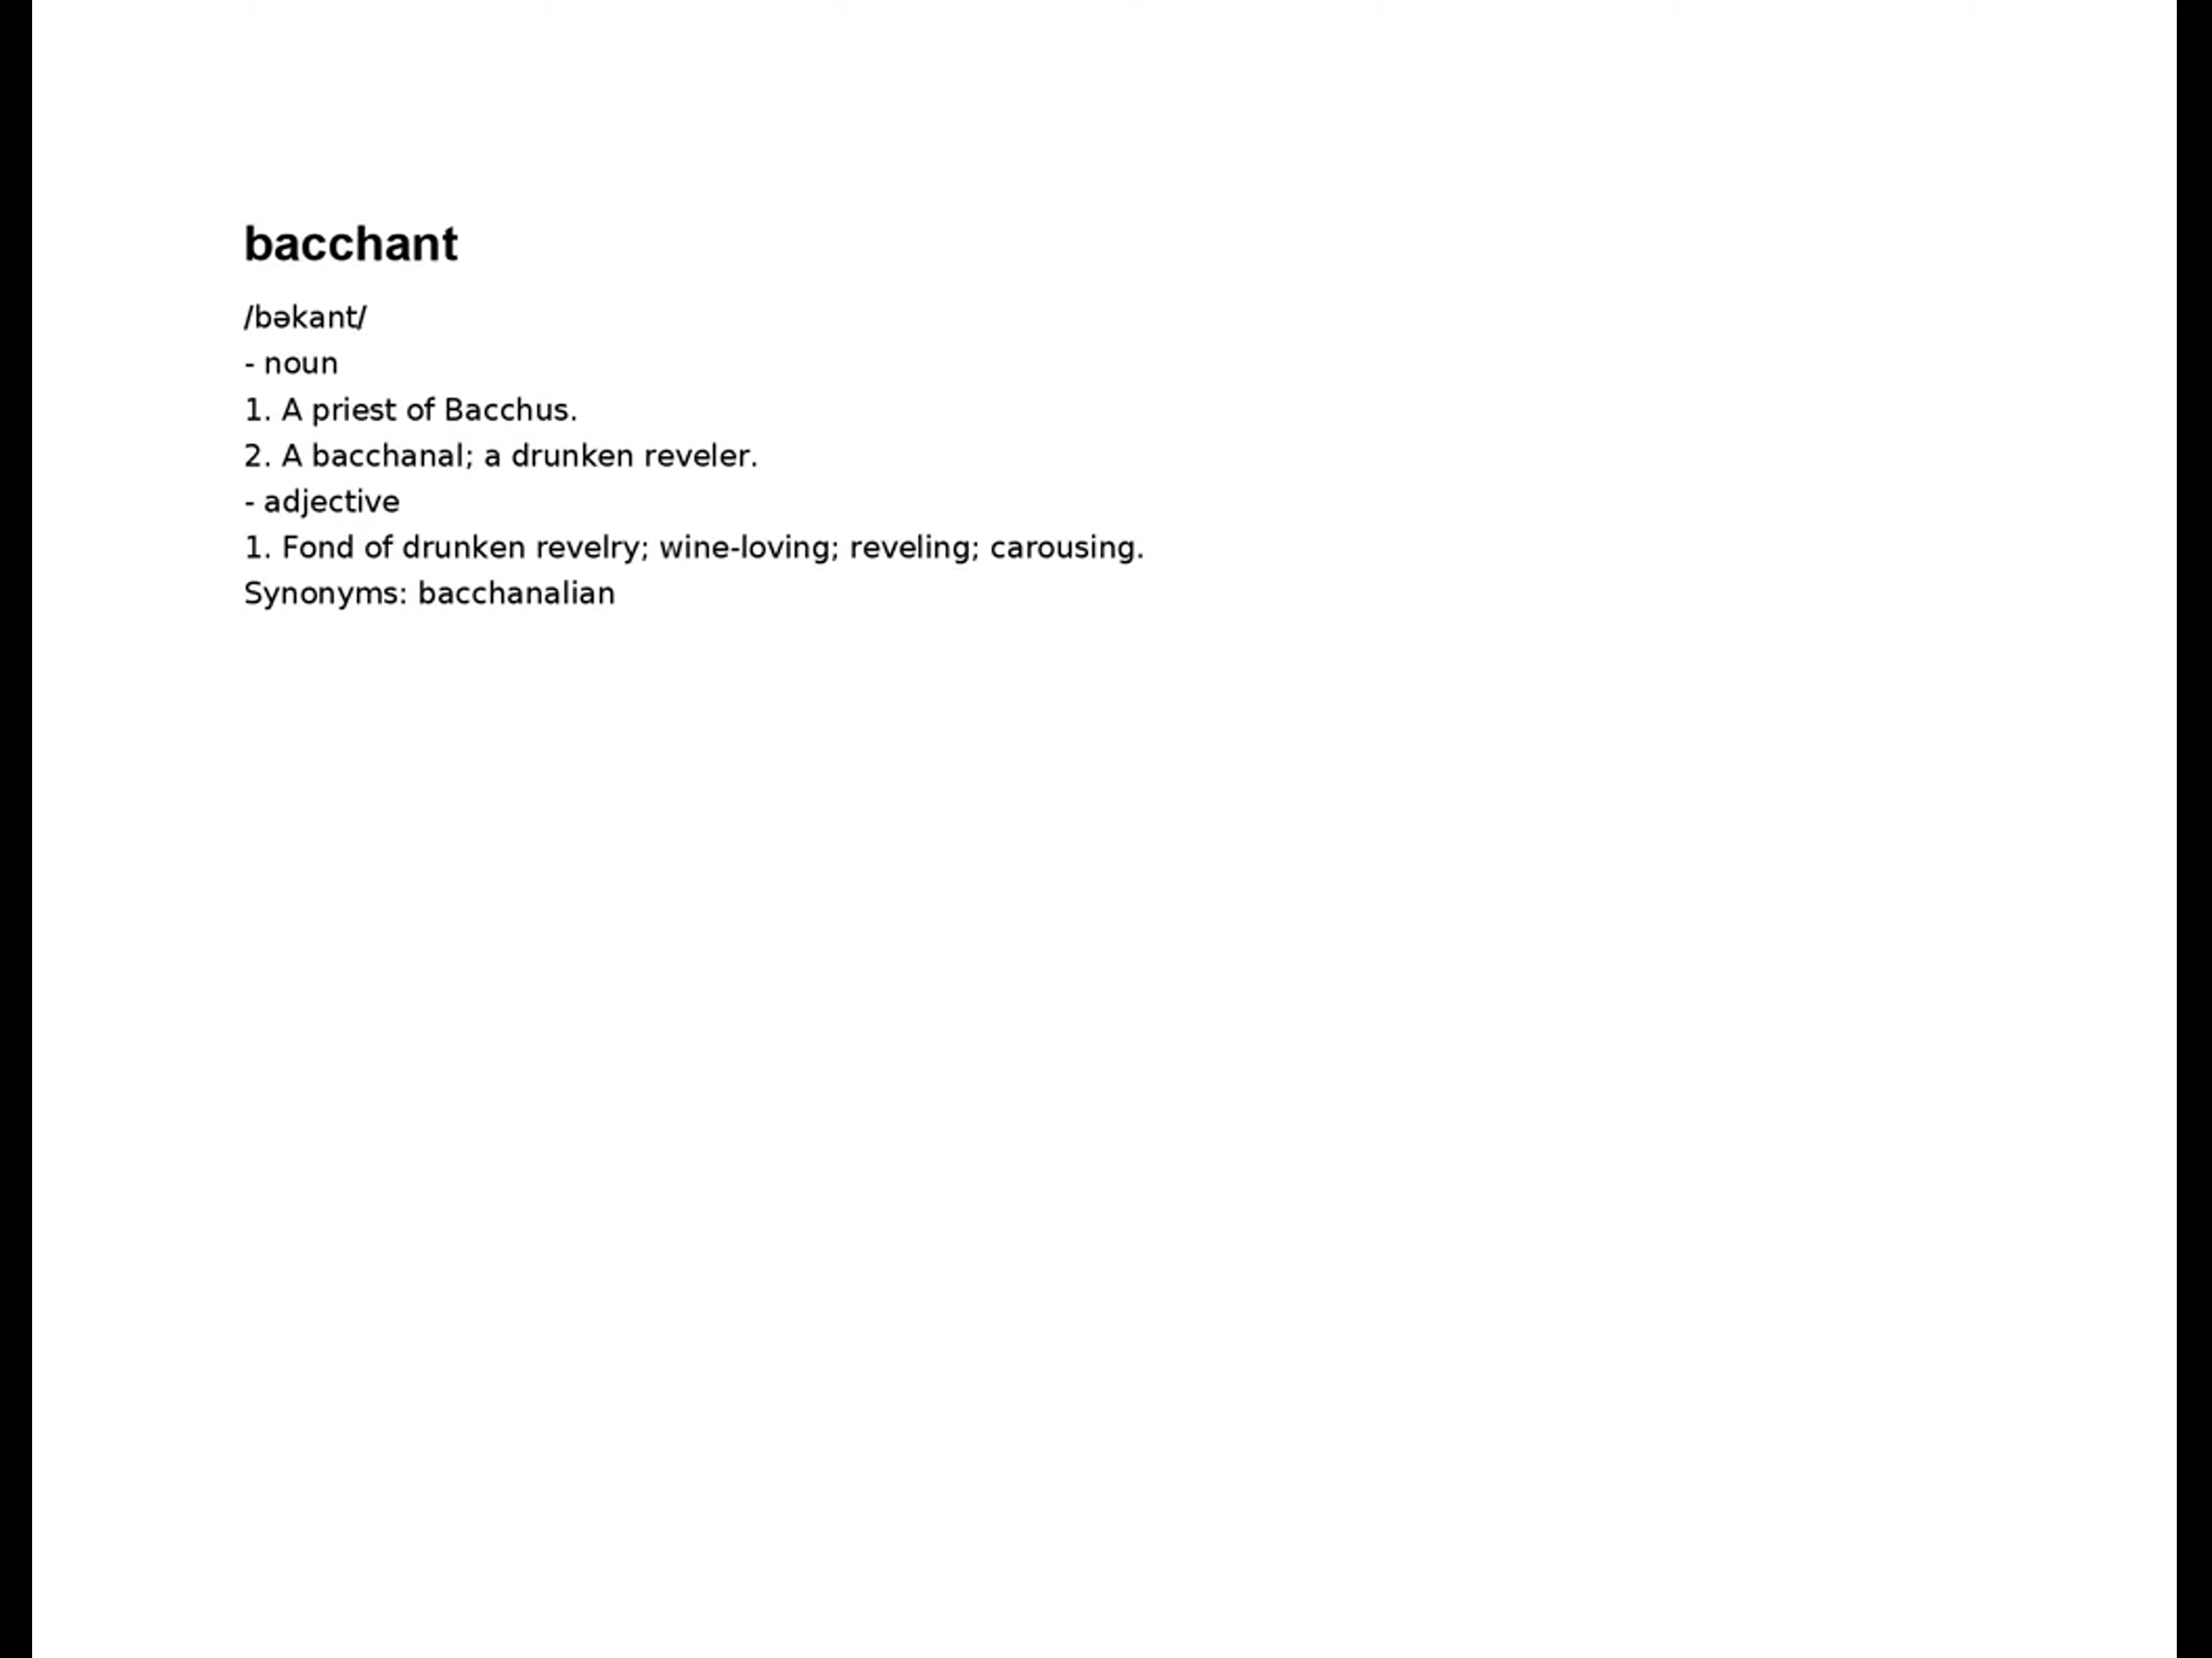 bacchant
/bəkant/
- noun
1. A priest of Bacchus.
2. A bacchanal; a drunken reveler.
- adjective
1. Fond of drunken revelry; wine-loving; reveling; carousing.
Synonyms: bacchanalian